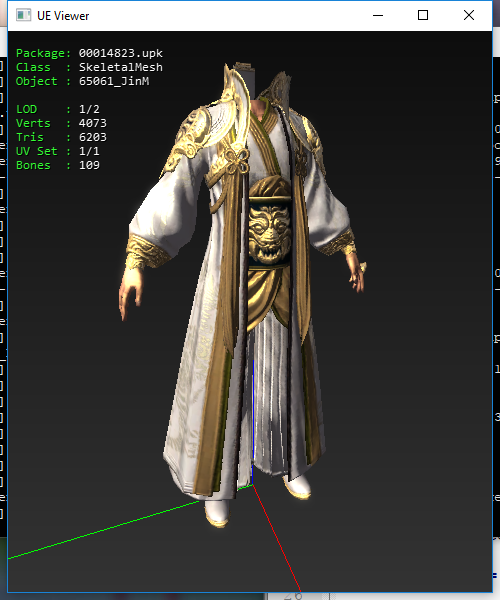 UE Viewer
Package: 00014823.upk
Class : SkeletalMesh
Object : 65061_JinM
LOD : 1/2
Verts : 4073
Tris : 6203
UV Set : 1/1
Bones : 109